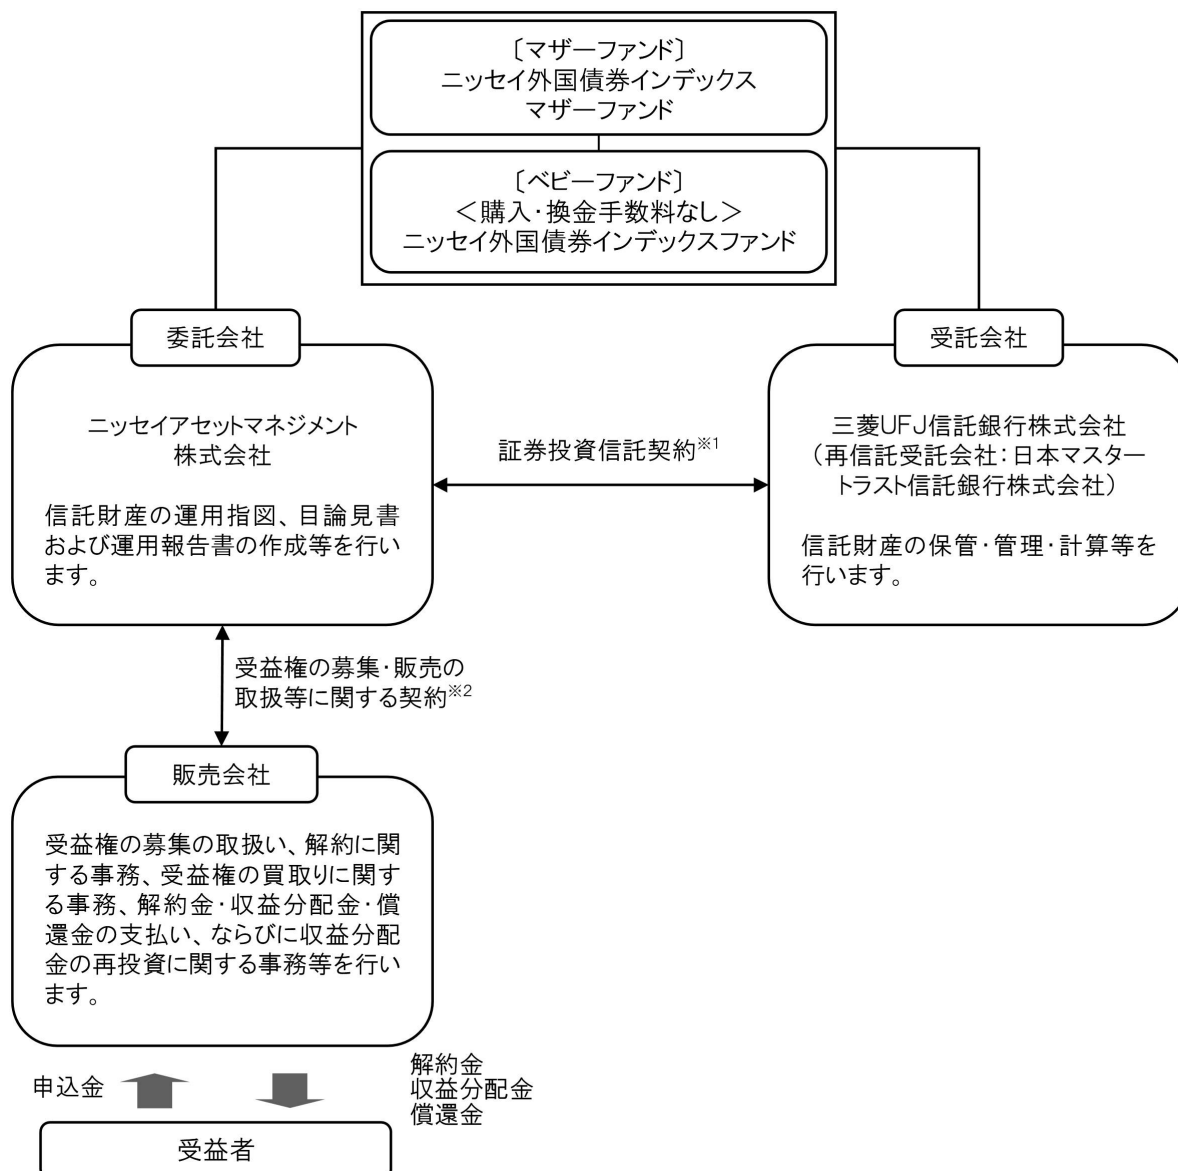 〔マザーファンド〕
ニッセイ外国債券インデックス
マザーファンド
〔ベビーファンド〕
＜購入・換金手数料なし＞
ニッセイ外国債券インデックスファンド
委託会社
ニッセイアセットマネジメント
株式会社
信託財産の運用指図、目論見書
および運用報告書の作成等を行い
ます。
証券投資信託契約※1
受託会社
三菱UFJ信託銀行株式会社
（再信託受託会社：日本マスター
トラスト信託銀行株式会社）
信託財産の保管・管理・計算等を
行います。
受益権の募集・販売の
取扱等に関する契約※2
販売会社
受益権の募集の取扱い、解約に関
する事務、受益権の買取りに関す
る事務、解約金・収益分配金・償
還金の支払い、ならびに収益分配
金の再投資に関する事務等を行い
ます。
申込金
解約金
収益分配金
償還金
受益者